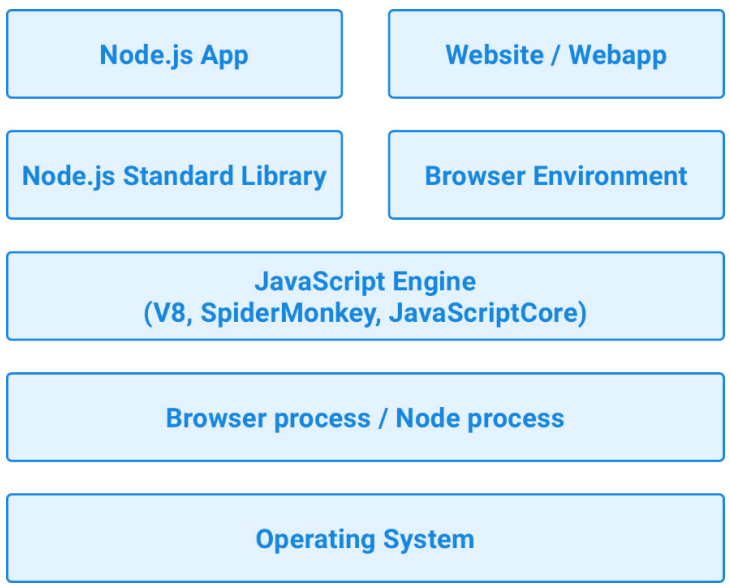 Node.js App
Website / Webapp
Node.js Standard Library
Browser Environment
JavaScript Engine
(V8, SpiderMonkey, JavaScriptCore)
Browser process / Node process
Operating System